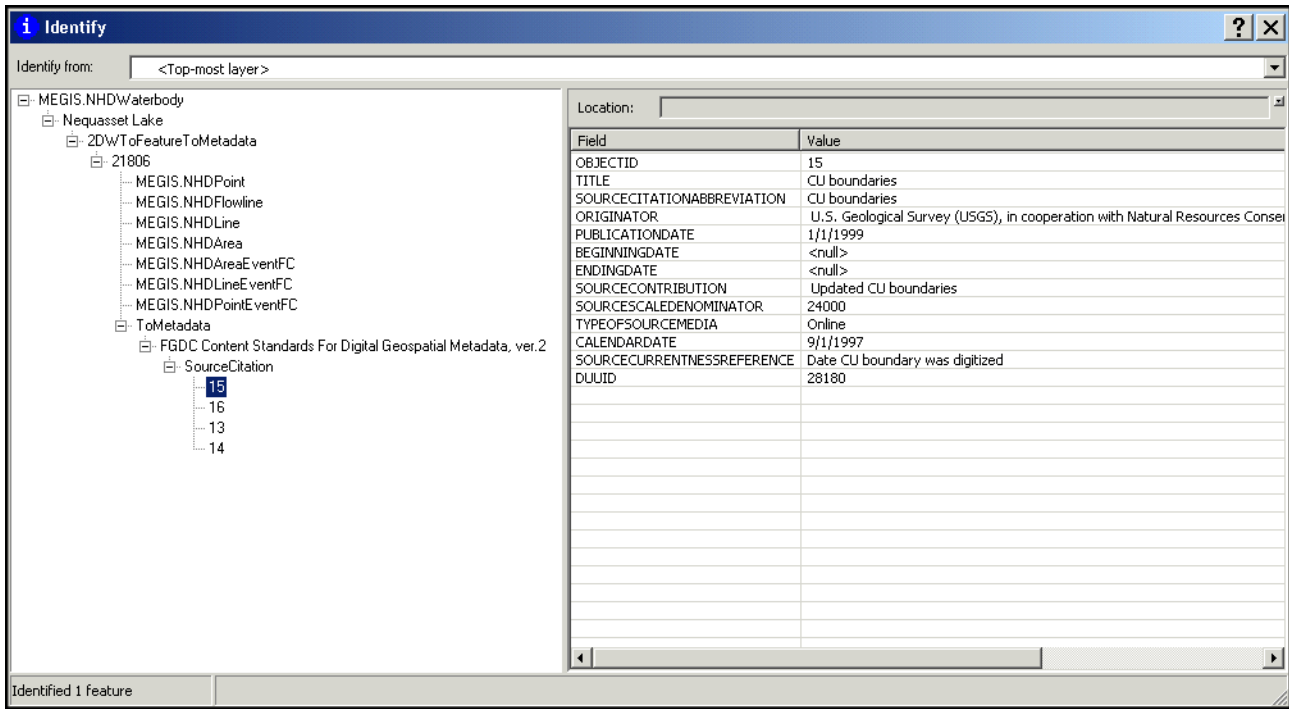 i Identify ? X
Identify from: <Top-most layer>
MEGIS.NHDWaterbody
Nequasset Lake
2DWToFeatureToMetadata
21806
MEGIS.NHDPoint
MEGIS.NHDFlowline
MEGIS.NHDLine
MEGIS.NHDArea
MEGIS.NHDAreaEventFC
MEGIS.NHDLineEventFC
MEGIS.NHDPointEventFC
ToMetadata
FGDC Content Standards For Digital Geospatial Metadata, ver.2
SourceCitation
15
16
13
14
Location:
Field Value
OBJECTID 15
TITLE CU boundaries
SOURCECITATIONABBREVIATION CU boundaries
ORIGINATOR U.S. Geological Survey (USGS), in cooperation with Natural Resources Conser
PUBLICATIONDATE 1/1/1999
BEGINNINGDATE <null>
ENDINGDATE <null>
SOURCECONTRIBUTION Updated CU boundaries
SOURCESCALEDENOMINATOR 24000
TYPEOFSOURCEMEDIA Online
CALENDARDATE 9/1/1997
SOURCECURRENTNESSREFERENCE Date CU boundary was digitized
DUUID 28180
Identified 1 feature